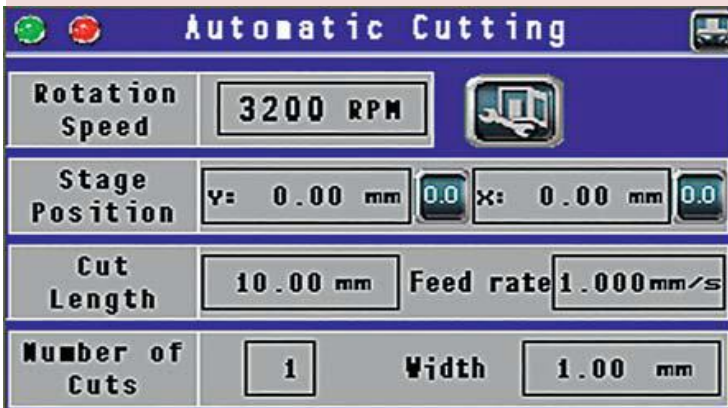 Automatic Cutting
Rotation
Speed
3200 RPM
Stage
Position
Y: 0.00 mm 0.0 X: 0.00 mm 0.0
Cut
Length
10.00 mm Feed rate 1.000mm/s
Number of
Cuts
1 Width 1.00 mm